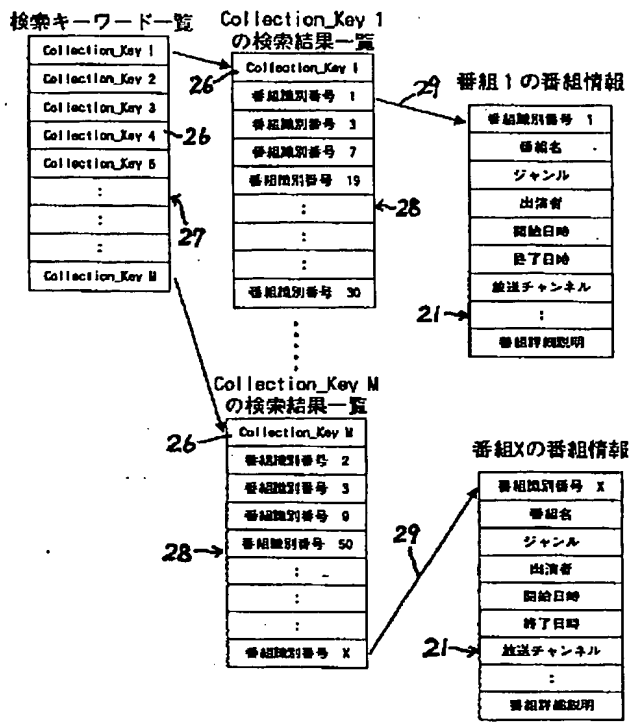 検索キーワード一覧
Collection_Key 1
Collection_Key 2
Collection_Key 3
Collection_Key 4
26
Collection_Key 5
:
:
:
27
Collection_Key M
Collection_Key 1
の検索結果一覧
26
Collection_Key 1
番組識別番号 1
番組識別番号 3
番組識別番号 7
番組識別番号 19
:
:
:
28
番組識別番号 30
29
番組1の番組情報
番組識別番号 1
番組名
ジャンル
出演者
開始日時
終了日時
放送チャンネル
21
:
番組詳細説明
Collection_Key M
の検索結果一覧
26
Collection_Key M
番組識別番号 2
番組識別番号 3
番組識別番号 9
番組識別番号 50
28
:
:
:
番組識別番号 X
29
番組Xの番組情報
番組識別番号 X
番組名
ジャンル
出演者
開始日時
終了日時
放送チャンネル
21
:
番組詳細説明